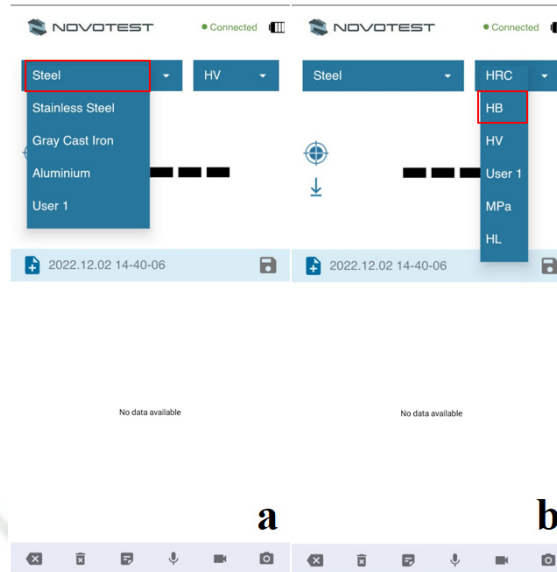 NOVOTEST
Connected
Steel
HV
Stainless Steel
Gray Cast Iron
Aluminium
User 1
2022.12.02 14-40-06
No data available
a
NOVOTEST
Connected
Steel
HRC
HB
HV
User 1
MPa
HL
2022.12.02 14-40-06
No data available
b